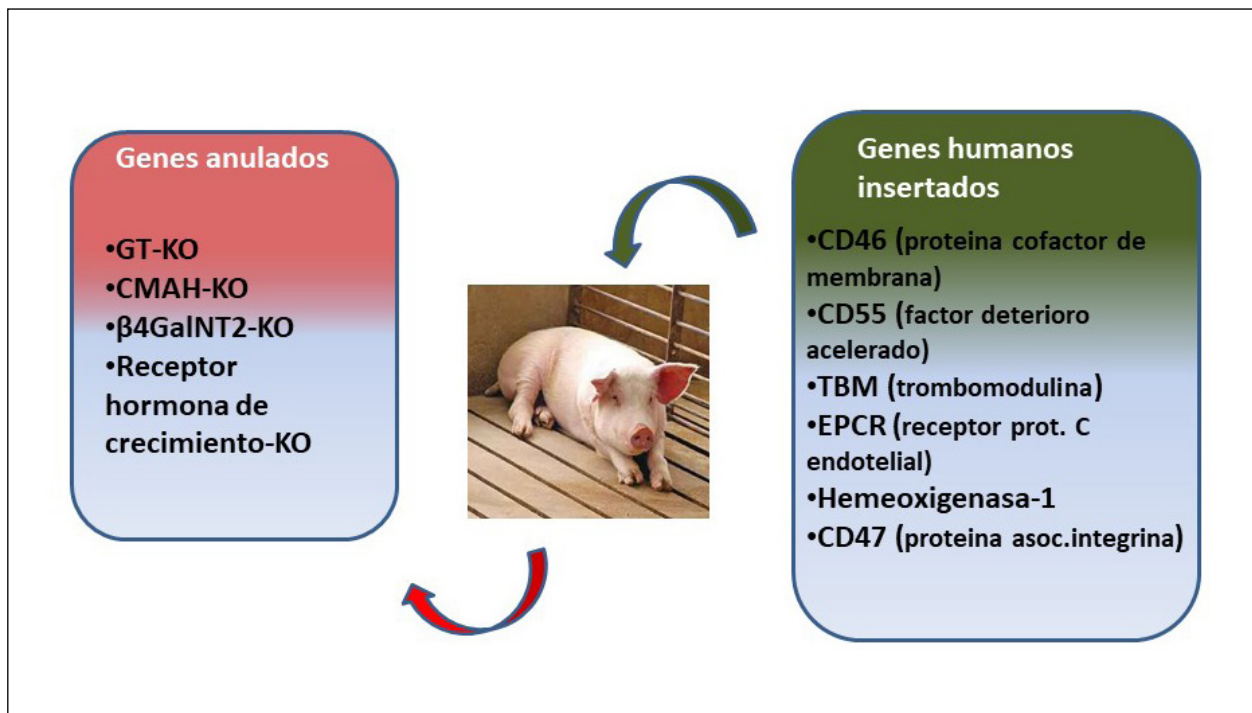 Genes anulados
•GT-KO
•CMAH-KO
•β4GalNT2-KO
•Receptor
hormona de
crecimiento-KO
Genes humanos
insertados
•CD46 (proteina cofactor de
membrana)
•CD55 (factor deterioro
acelerado)
•TBM (trombomodulina)
•EPCR (receptor prot. C
endotelial)
•Hemeoxigenasa-1
•CD47 (proteina asoc.integrina)